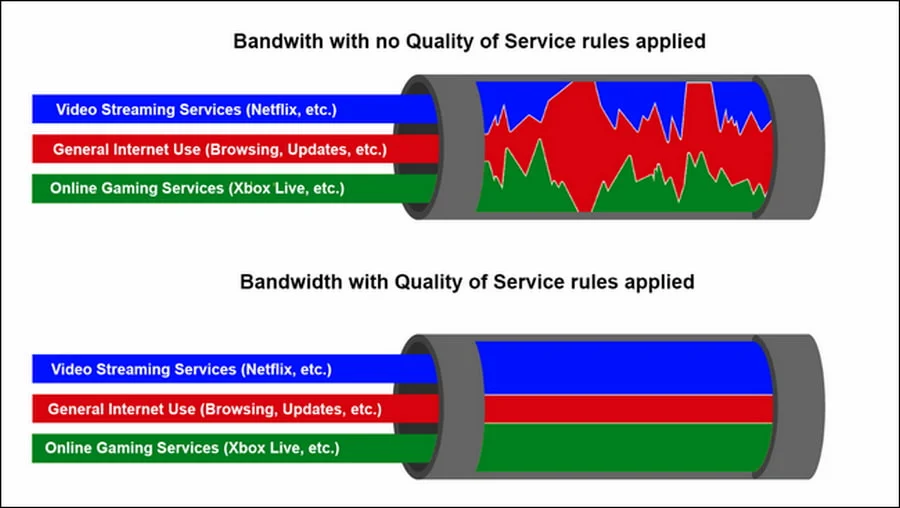 Bandwith with no Quality of Service rules applied
Video Streaming Services (Netflix, etc.)
General Internet Use (Browsing, Updates, etc.)
Online Gaming Services (Xbox Live, etc.)
Bandwidth with Quality of Service rules applied
Video Streaming Services (Netflix, etc.)
General Internet Use (Browsing, Updates, etc.)
Online Gaming Services (Xbox Live, etc.)